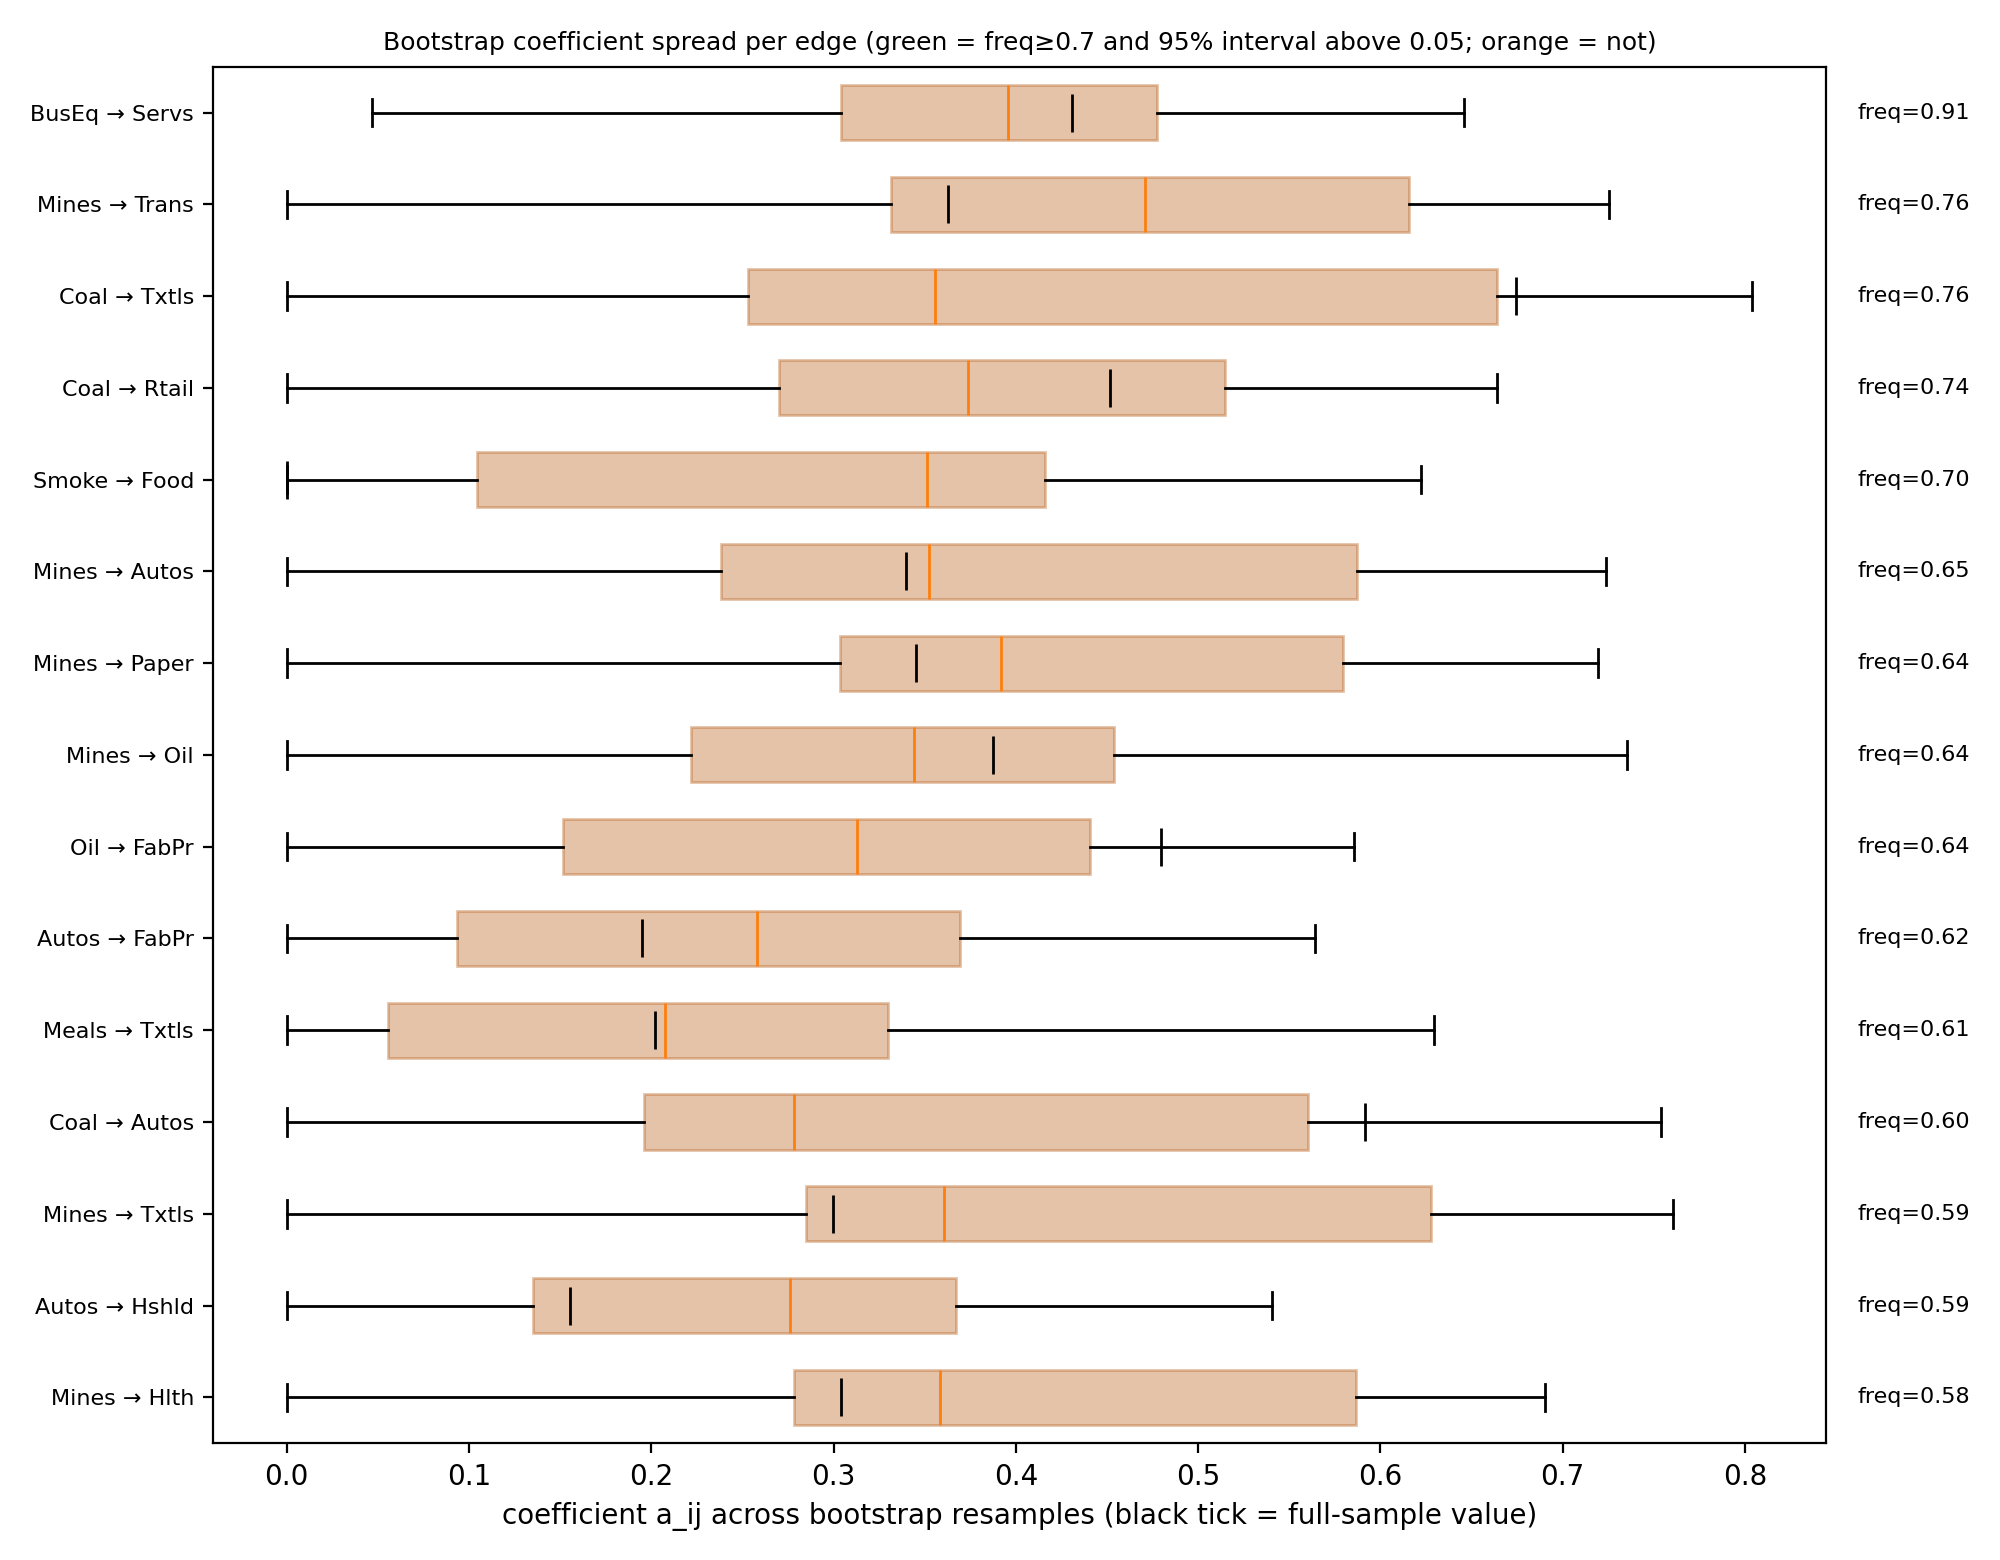 Bootstrap coefficient spread per edge (green = freq≥0.7 and 95% interval above 0.05; orange = not)
BusEq → Servs freq=0.91
Mines → Trans freq=0.76
Coal → Txtls freq=0.76
Coal → Rtail freq=0.74
Smoke → Food freq=0.70
Mines → Autos freq=0.65
Mines → Paper freq=0.64
Mines → Oil freq=0.64
Oil → FabPr freq=0.64
Autos → FabPr freq=0.62
Meals → Txtls freq=0.61
Coal → Autos freq=0.60
Mines → Txtls freq=0.59
Autos → Hshld freq=0.59
Mines → Hlth freq=0.58
0.0 0.1 0.2 0.3 0.4 0.5 0.6 0.7 0.8
coefficient a_ij across bootstrap resamples (black tick = full-sample value)